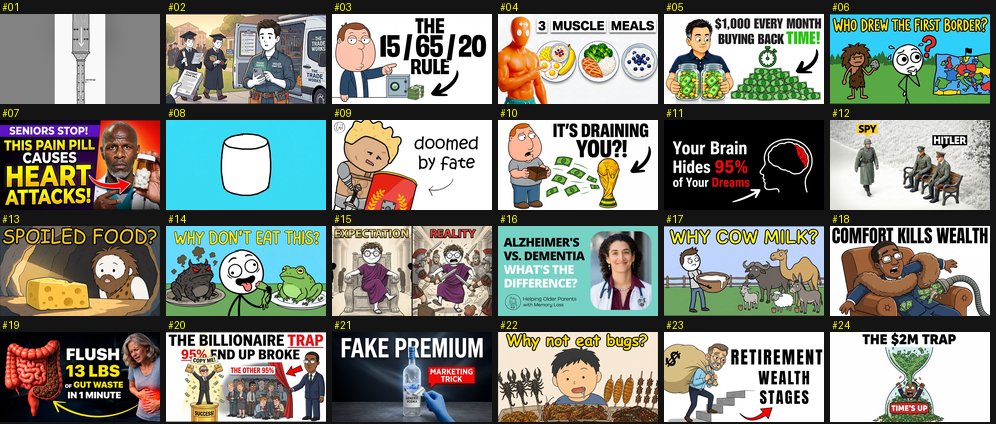 #01
#02
THE TRADE WORKS
THE TRADE WORKS
#03
THE
15/65/20
RULE
#04
3 MUSCLE MEALS
#05
$1,000 EVERY MONTH
BUYING BACK TIME!
#06
WHO DREW THE FIRST BORDER?
?
#07
SENIORS STOP!
THIS PAIN PILL
CAUSES
HEART
ATTACKS!
#08
#09
doomed
by fate
#10
IT'S DRAINING
YOU?!
#11
Your Brain
Hides 95%
of Your Dreams
#12
SPY
HITLER
#13
SPOILED FOOD?
#14
WHY DON'T EAT THIS?
#15
EXPECTATION
REALITY
#16
ALZHEIMER'S
VS. DEMENTIA
WHAT'S THE
DIFFERENCE?
Helping Older Parents
with Memory Loss
#17
WHY COW MILK?
#18
COMFORT KILLS WEALTH
#19
FLUSH
13 LBS
OF GUT WASTE
IN 1 MINUTE
#20
THE BILLIONAIRE TRAP
95% END UP BROKE
COPY ME!
THE OTHER 95%
SUCCESS!
#21
FAKE PREMIUM
MARKETING
TRICK
#22
Why not eat bugs?
#23
$
RETIREMENT
WEALTH
STAGES
#24
THE $2M TRAP
TIME'S UP